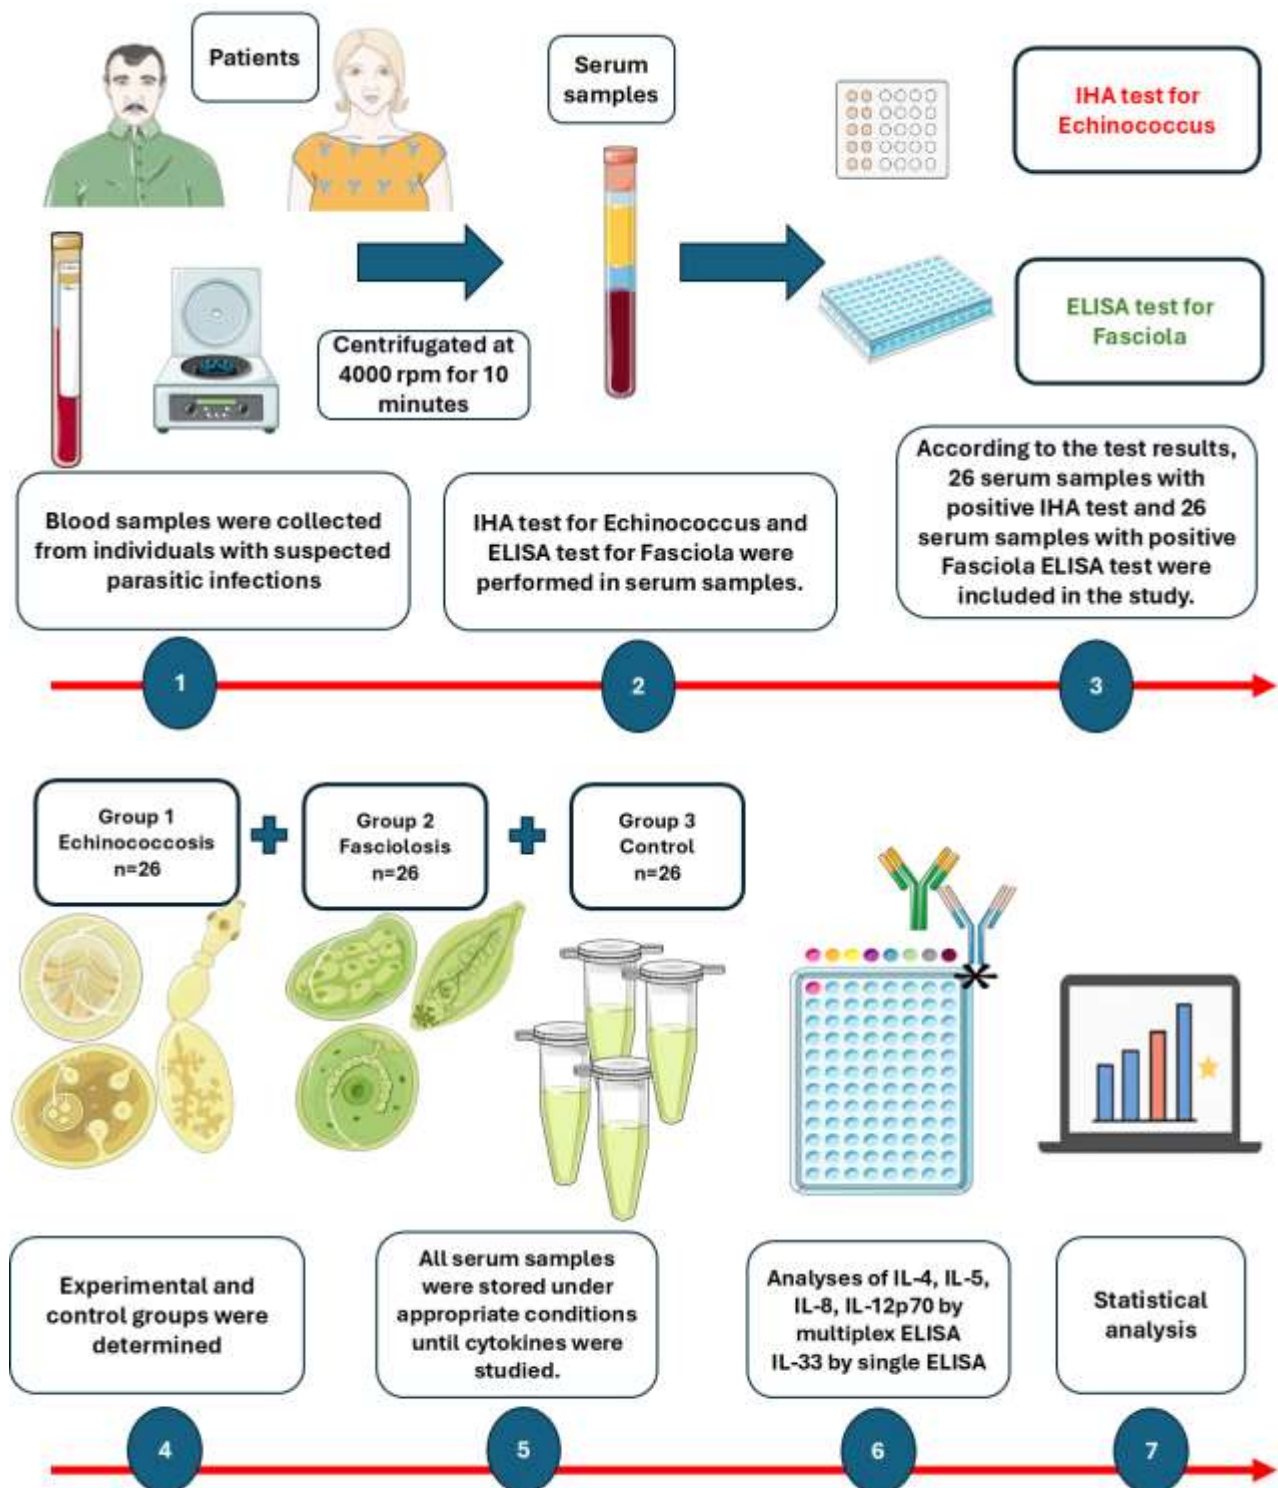 Patients
Serum
samples
IHA test for
Echinococcus
ELISA test for
Fasciola
Centrifugated at
4000 rpm for 10
minutes
Blood samples were collected
from individuals with suspected
parasitic infections
IHA test for Echinococcus and
ELISA test for Fasciola were
performed in serum samples.
According to the test results,
26 serum samples with
positive IHA test and 26
serum samples with positive
Fasciola ELISA test were
included in the study.
1
2
3
Group 1
Echinococcosis
n=26
Group 2
Fasciolosis
n=26
Group 3
Control
n=26
Experimental and
control groups were
determined
All serum samples
were stored under
appropriate conditions
until cytokines were
studied.
Analyses of IL-4, IL-5,
IL-8, IL-12p70 by
multiplex ELISA
IL-33 by single ELISA
Statistical
analysis
4
5
6
7